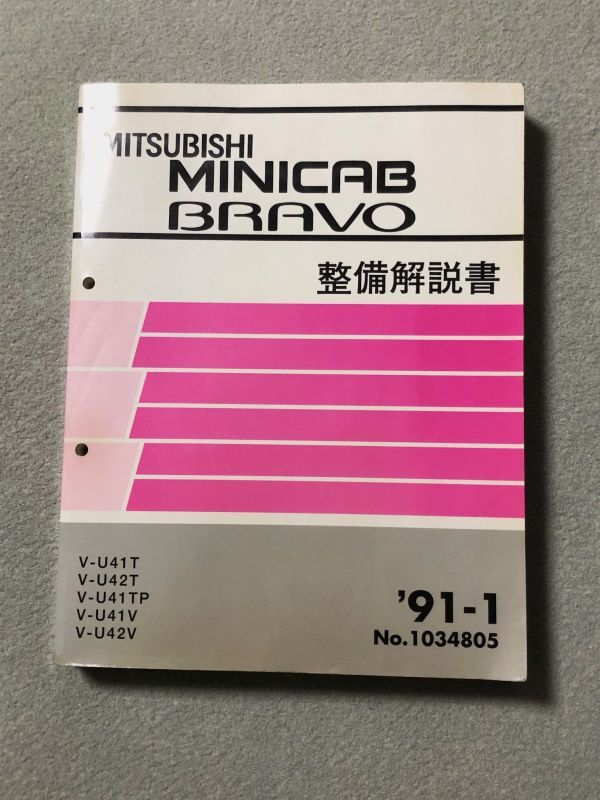 MITSUBISHI
MINICAB
BRAVO
整備解説書
V-U41T
V-U42T
V-U41TP
V-U41V
V-U42V
'91-1
No.1034805